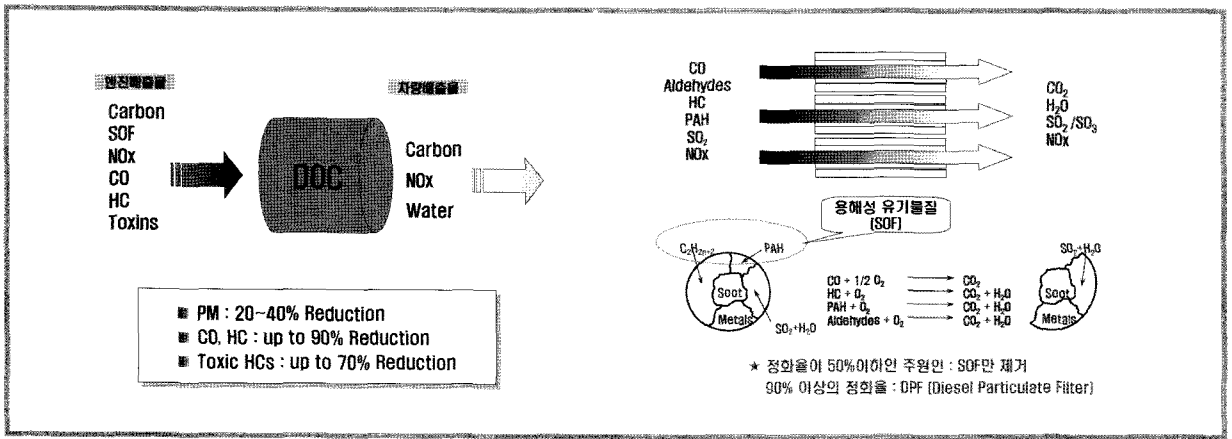 엔진배출물
Carbon
SOF
NOx
CO
HC
Toxins
DOC
차량배출물
Carbon
NOx
Water
■ PM : 20~40% Reduction
■ CO, HC : up to 90% Reduction
■ Toxic HCs : up to 70% Reduction
CO
Aldehydes
HC
PAH
SO₂
NOx
CO₂
H₂O
SO₂/SO₃
NOx
용해성 유기물질
(SOF)
C₂H₂ₙ₊₂
PAH
Soot
Metals
SO₂+H₂O
CO + 1/2 O₂ → CO₂
HC + O₂ → CO₂ + H₂O
PAH + O₂ → CO₂ + H₂O
Aldehydes + O₂ → CO₂ + H₂O
SO₂+H₂O
Soot
Metals
★ 정화율이 50%이하인 주원인 : SOF만 제거
90% 이상의 정화율 : DPF (Diesel Particulate Filter)